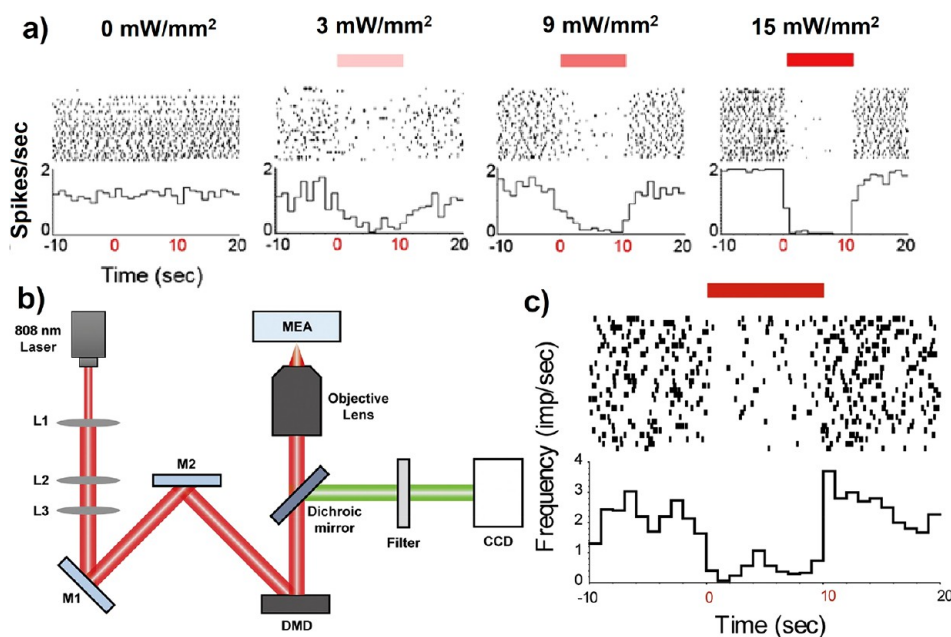 a)
0 mW/mm²
3 mW/mm²
9 mW/mm²
15 mW/mm²
Spikes/sec
2
0
-10 0 10 20
2
0
-10 0 10 20
2
0
-10 0 10 20
2
0
-10 0 10 20
Time (sec)
b)
808 nm
Laser
L1
L2
L3
M1
M2
MEA
Objective
Lens
Dichroic
mirror
Filter
CCD
DMD
c)
Frequency (imp/sec)
4
3
2
1
0
-10 0 10 20
Time (sec)